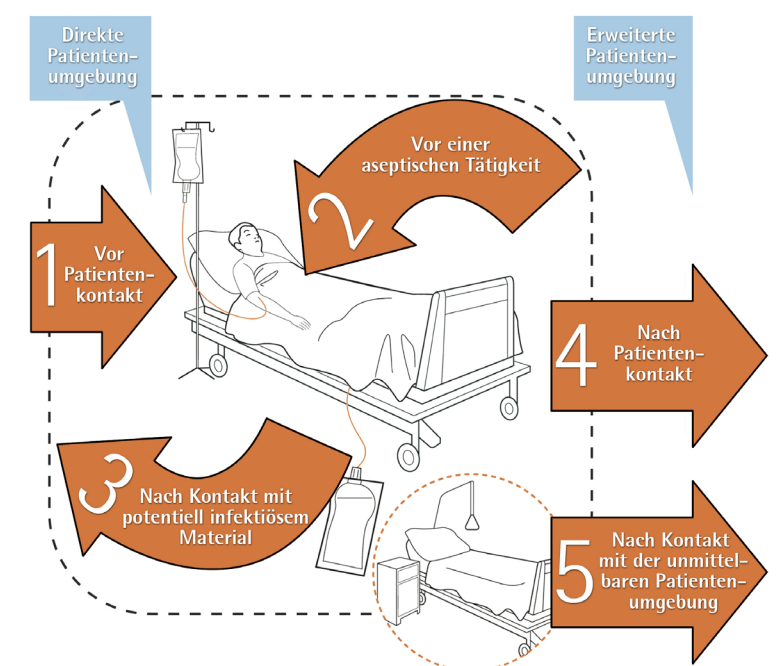 Direkte
Patienten-
umgebung
Erweiterte
Patienten-
umgebung
1
Vor
Patienten-
kontakt
2
Vor einer
aseptischen Tätigkeit
3
Nach Kontakt mit
potentiell infektiösem
Material
4
Nach
Patienten-
kontakt
5
Nach Kontakt
mit der unmittel-
baren Patienten-
umgebung